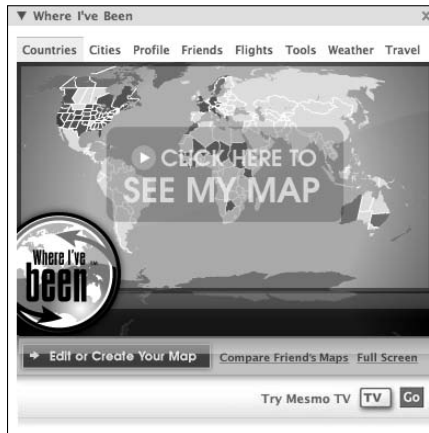 ▼ Where I've Been X
Countries Cities Profile Friends Flights Tools Weather Travel
CLICK HERE TO
SEE MY MAP
Where I've
been™
Edit or Create Your Map Compare Friend's Maps Full Screen
Try Mesmo TV TV Go